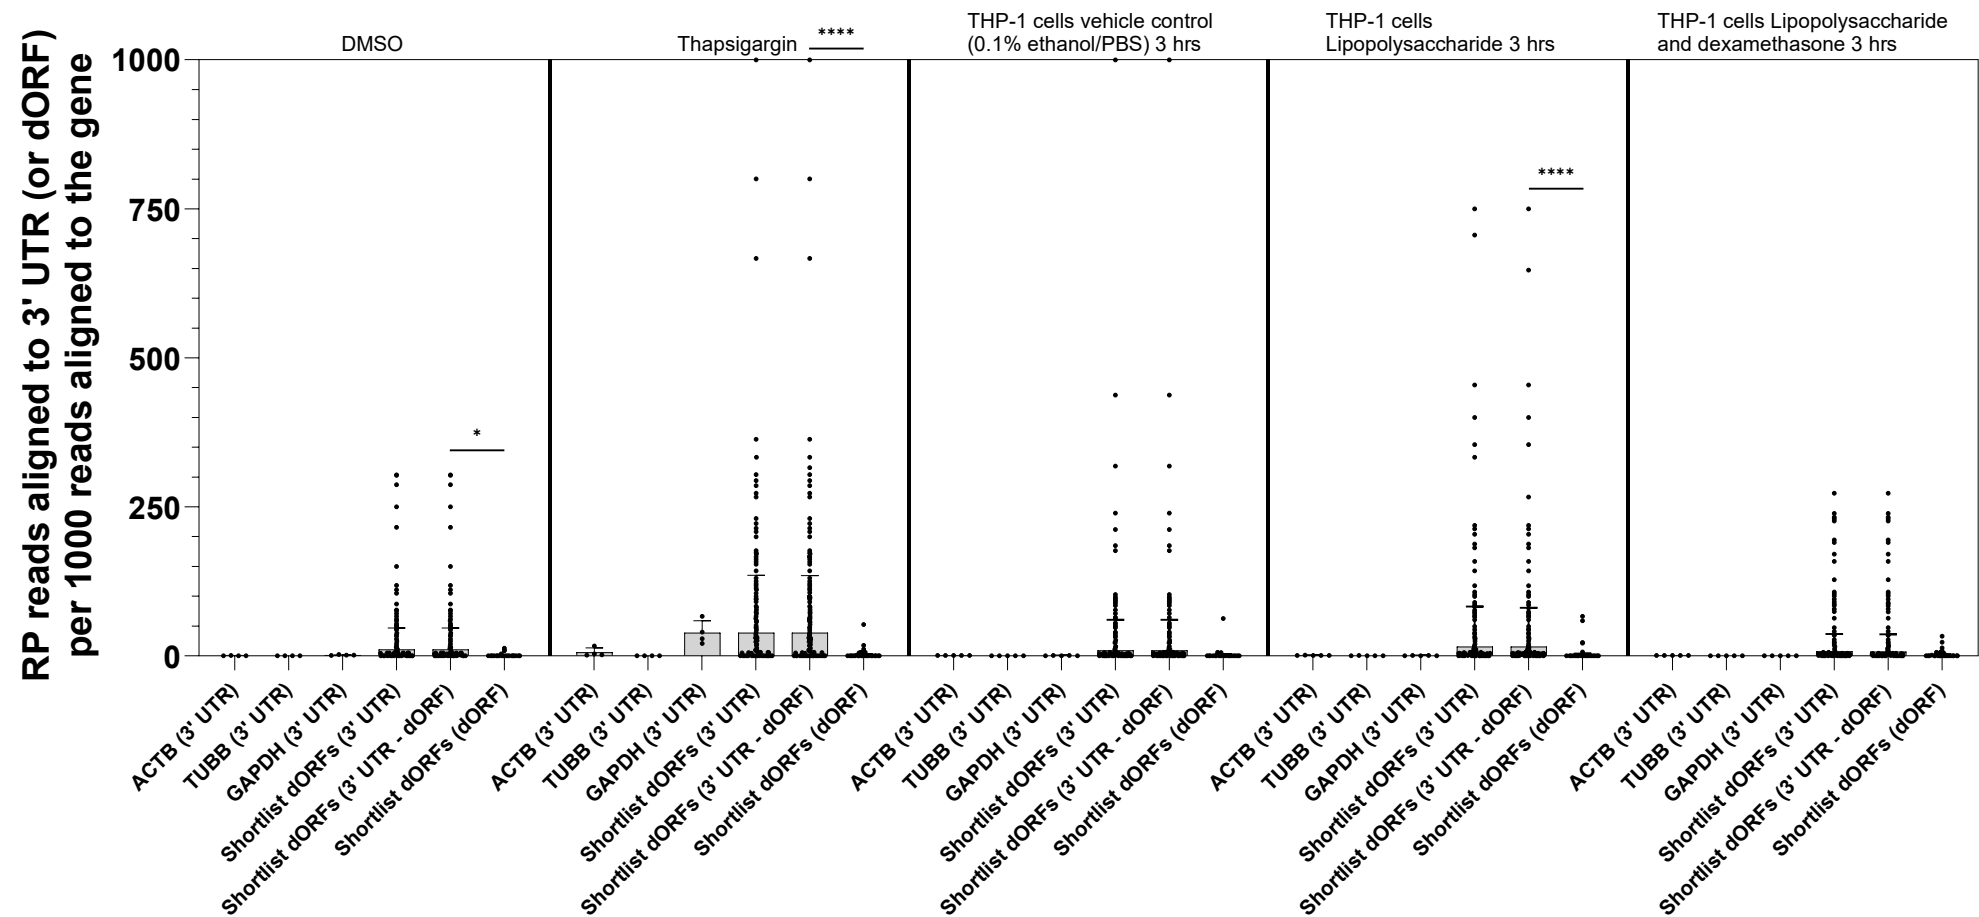 RP reads aligned to 3' UTR (or dORF)
per 1000 reads aligned to the gene
1000
750
500
250
0
DMSO
*
Thapsigargin
****
THP-1 cells vehicle control
(0.1% ethanol/PBS) 3 hrs
THP-1 cells
Lipopolysaccharide 3 hrs
****
THP-1 cells Lipopolysaccharide
and dexamethasone 3 hrs
ACTB (3' UTR)
TUBB (3' UTR)
GAPDH (3' UTR)
Shortlist dORFs (3' UTR)
Shortlist dORFs (3' UTR - dORF)
Shortlist dORFs (dORF)
ACTB (3' UTR)
TUBB (3' UTR)
GAPDH (3' UTR)
Shortlist dORFs (3' UTR)
Shortlist dORFs (3' UTR - dORF)
Shortlist dORFs (dORF)
ACTB (3' UTR)
TUBB (3' UTR)
GAPDH (3' UTR)
Shortlist dORFs (3' UTR)
Shortlist dORFs (3' UTR - dORF)
Shortlist dORFs (dORF)
ACTB (3' UTR)
TUBB (3' UTR)
GAPDH (3' UTR)
Shortlist dORFs (3' UTR)
Shortlist dORFs (3' UTR - dORF)
Shortlist dORFs (dORF)
ACTB (3' UTR)
TUBB (3' UTR)
GAPDH (3' UTR)
Shortlist dORFs (3' UTR)
Shortlist dORFs (3' UTR - dORF)
Shortlist dORFs (dORF)